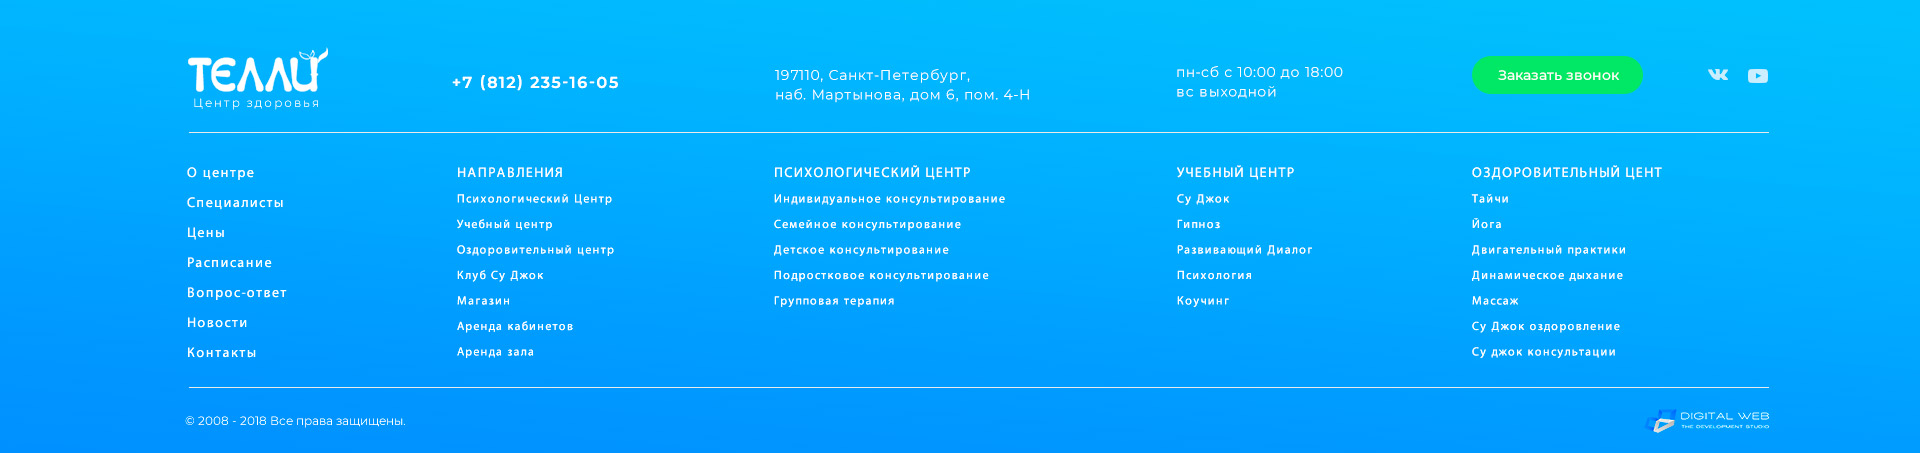 ТЕЛЛИ
Центр здоровья
+7 (812) 235-16-05
197110, Санкт-Петербург,
наб. Мартынова, дом 6, пом. 4-Н
пн-сб с 10:00 до 18:00
вс выходной
Заказать звонок
О центре
Специалисты
Цены
Расписание
Вопрос-ответ
Новости
Контакты
НАПРАВЛЕНИЯ
Психологический Центр
Учебный центр
Оздоровительный центр
Клуб Су Джок
Магазин
Аренда кабинетов
Аренда зала
ПСИХОЛОГИЧЕСКИЙ ЦЕНТР
Индивидуальное консультирование
Семейное консультирование
Детское консультирование
Подростковое консультирование
Групповая терапия
УЧЕБНЫЙ ЦЕНТР
Су Джок
Гипноз
Развивающий Диалог
Психология
Коучинг
ОЗДОРОВИТЕЛЬНЫЙ ЦЕНТ
Тайчи
Йога
Двигательный практики
Динамическое дыхание
Массаж
Су Джок оздоровление
Су джок консультации
© 2008 - 2018 Все права защищены.
DIGITAL WEB
THE DEVELOPMENT STUDIO